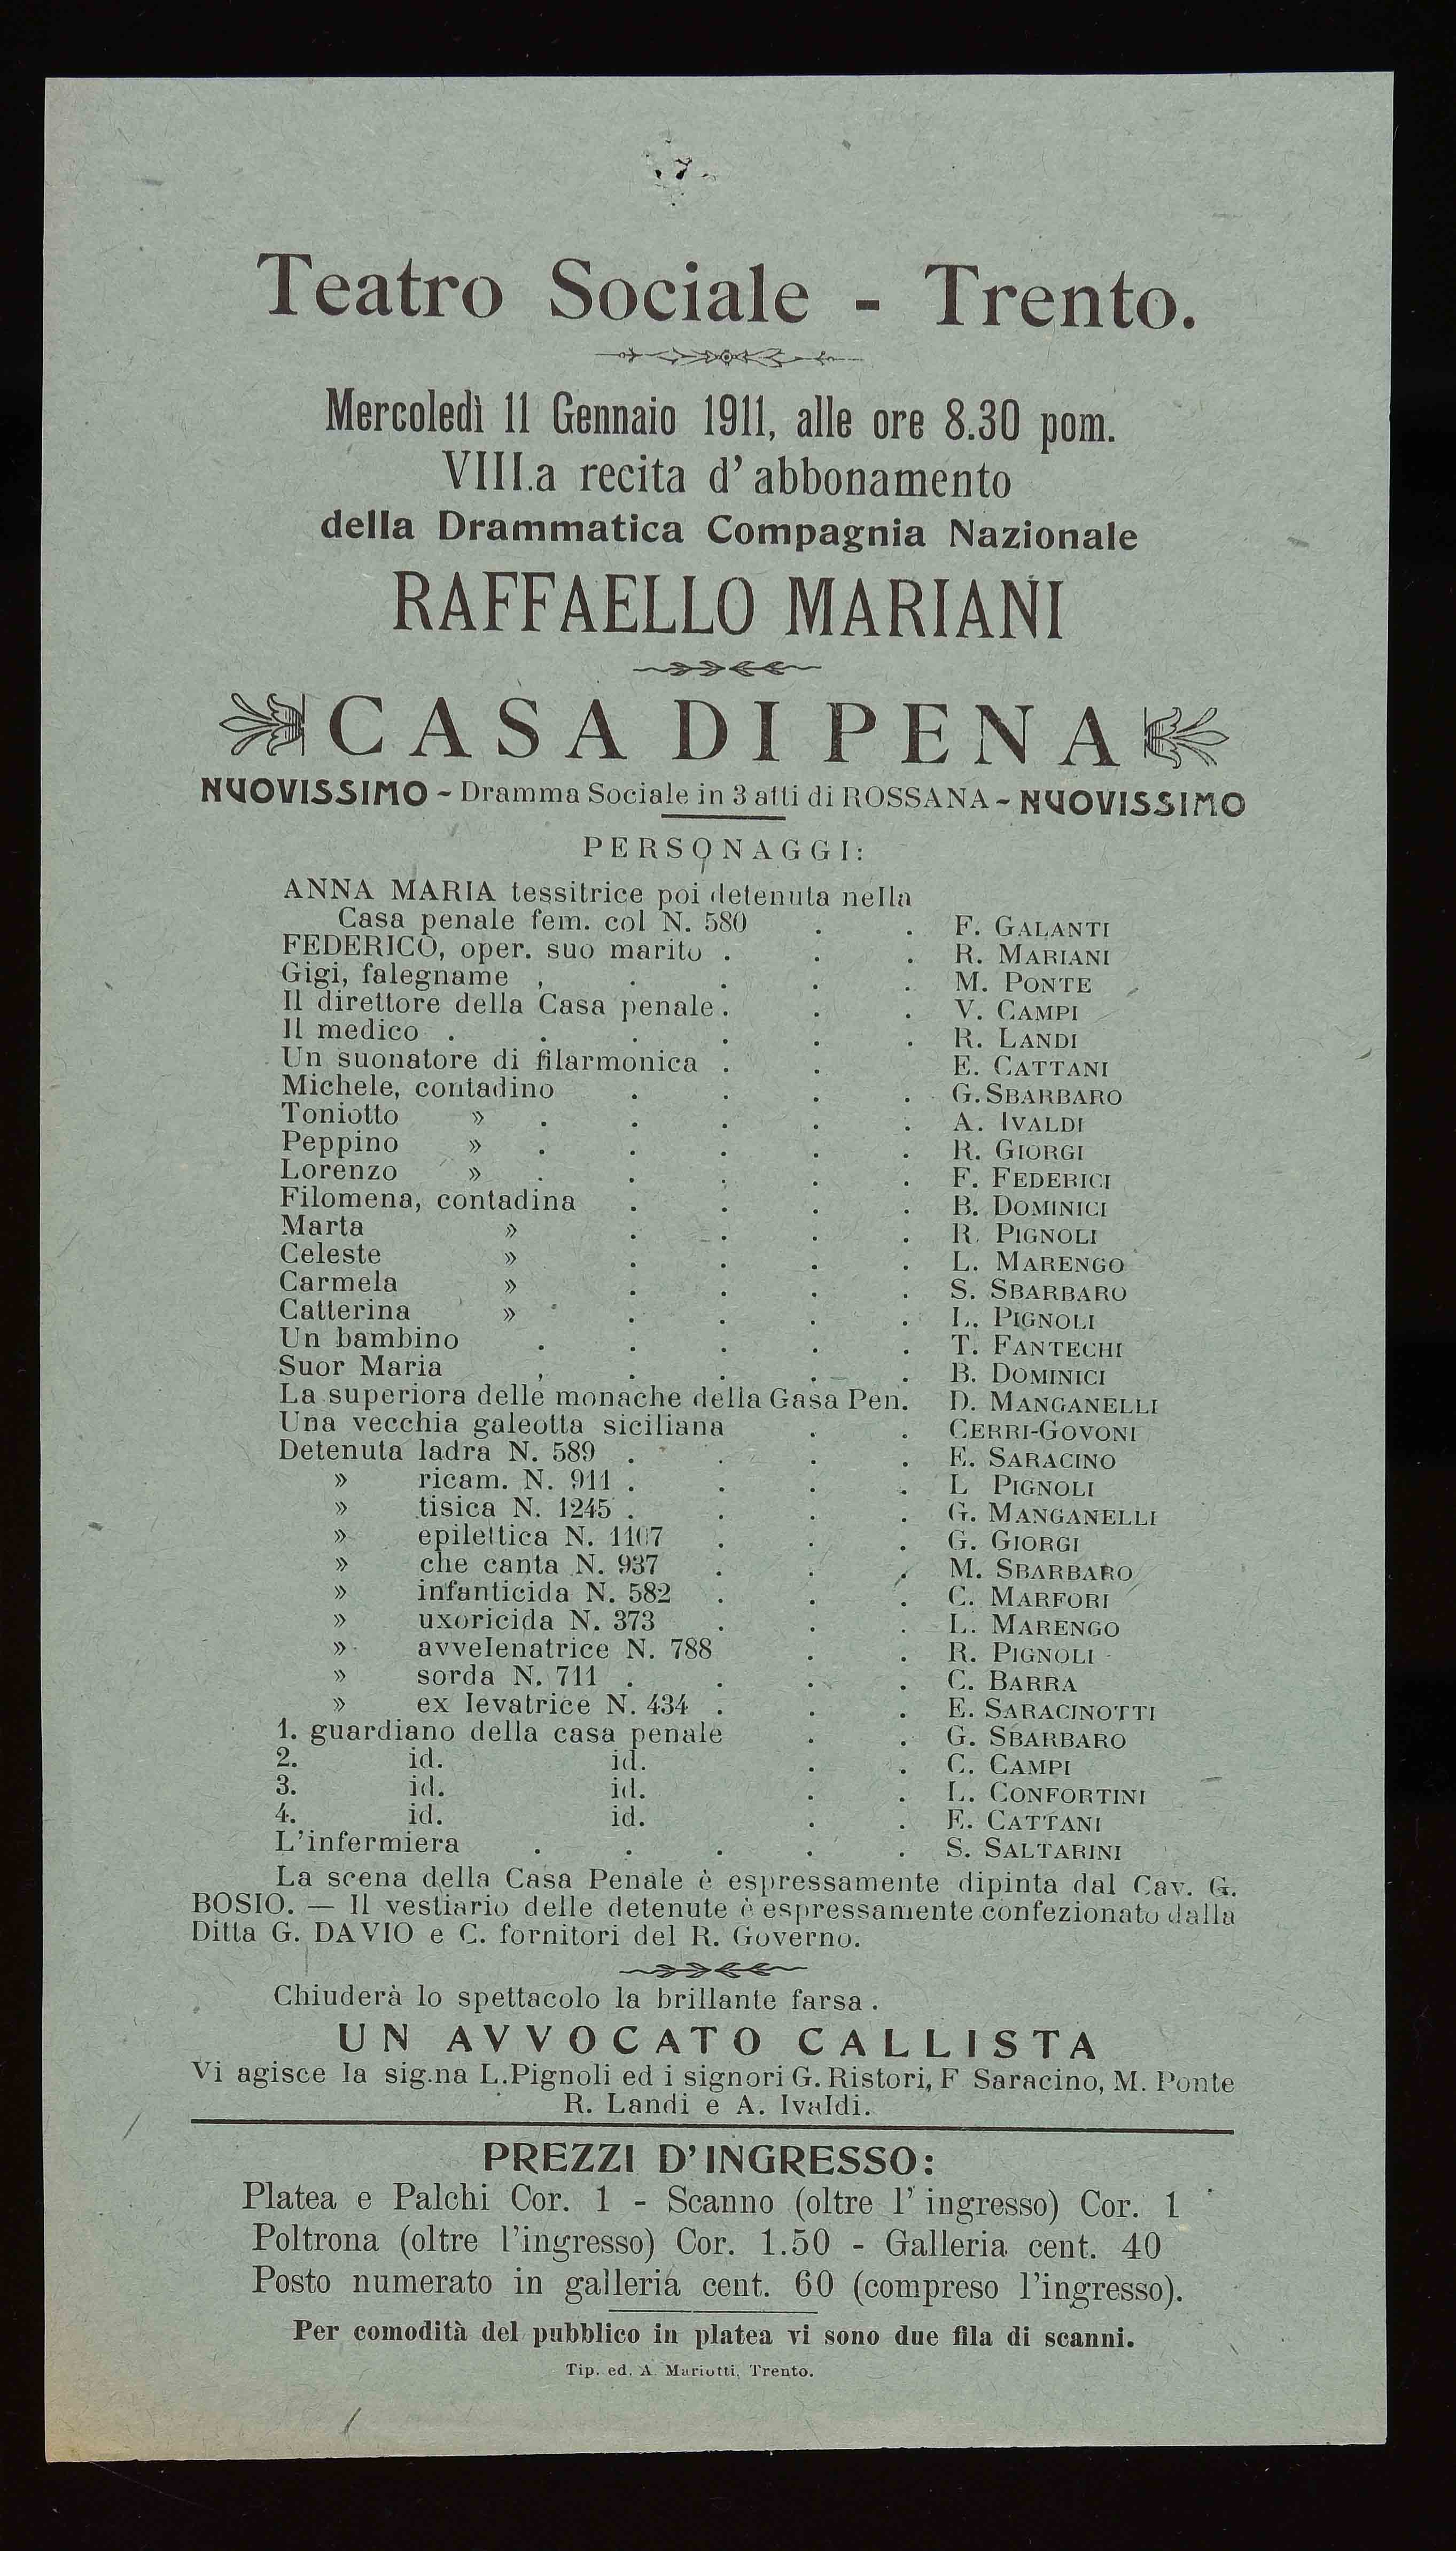 Teatro Sociale - Trento.
Mercoledì 11 Gennaio 1911, alle ore 8.30 pom.
VIII.a recita d' abbonamento
della Drammatica Compagnia Nazionale
RAFFAELLO MARIANI
CASA DI PENA
NUOVISSIMO - Dramma Sociale in 3 atti di ROSSANA - NUOVISSIMO
PERSONAGGI:
ANNA MARIA tessitrice poi detenuta nella
Casa penale fem. col N. 580 . . F. GALANTI
FEDERICO, oper. suo marito . . . R. MARIANI
Gigi, falegname , . . . . M. PONTE
Il direttore della Casa penale . . . V. CAMPI
Il medico . . . . . . R. LANDI
Un suonatore di filarmonica . . E. CATTANI
Michele, contadino . . . . G. SBARBARO
Toniotto » . . . . . A. IVALDI
Peppino » . . . . . R. GIORGI
Lorenzo » . . . . . F. FEDERICI
Filomena, contadina . . . . B. DOMINICI
Marta » . . . . R. PIGNOLI
Celeste » . . . . L. MARENGO
Carmela » . . . . S. SBARBARO
Catterina » . . . . L. PIGNOLI
Un bambino . . . . . T. FANTECHI
Suor Maria , . . . . B. DOMINICI
La superiora delle monache della Gasa Pen. D. MANGANELLI
Una vecchia galeotta siciliana . . CERRI-GOVONI
Detenuta ladra N. 589 . . . . E. SARACINO
» ricam. N. 911 . . . . L PIGNOLI
» tisica N. 1245 . . . . G. MANGANELLI
» epilettica N. 1107 . . . G. GIORGI
» che canta N. 937 . . . M. SBARBARO
» infanticida N. 582 . . . C. MARFORI
» uxoricida N. 373 . . . L. MARENGO
» avvelenatrice N. 788 . . R. PIGNOLI
» sorda N. 711 . . . . C. BARRA
» ex levatrice N. 434 . . . E. SARACINOTTI
1. guardiano della casa penale . . G. SBARBARO
2. id. id. . . C. CAMPI
3. id. id. . . L. CONFORTINI
4. id. id. . . E. CATTANI
L'infermiera . . . . . S. SALTARINI
La scena della Casa Penale è espressamente dipinta dal Cav. G.
BOSIO. — Il vestiario delle detenute è espressamente confezionato dalla
Ditta G. DAVIO e C. fornitori del R. Governo.
Chiuderà lo spettacolo la brillante farsa .
UN AVVOCATO CALLISTA
Vi agisce la sig.na L. Pignoli ed i signori G. Ristori, F Saracino, M. Ponte
R. Landi e A. Ivaldi.
PREZZI D'INGRESSO:
Platea e Palchi Cor. 1 - Scanno (oltre l' ingresso) Cor. 1
Poltrona (oltre l'ingresso) Cor. 1.50 - Galleria cent. 40
Posto numerato in galleria cent. 60 (compreso l'ingresso).
Per comodità del pubblico in platea vi sono due fila di scanni.
Tip. ed. A. Mariotti, Trento.